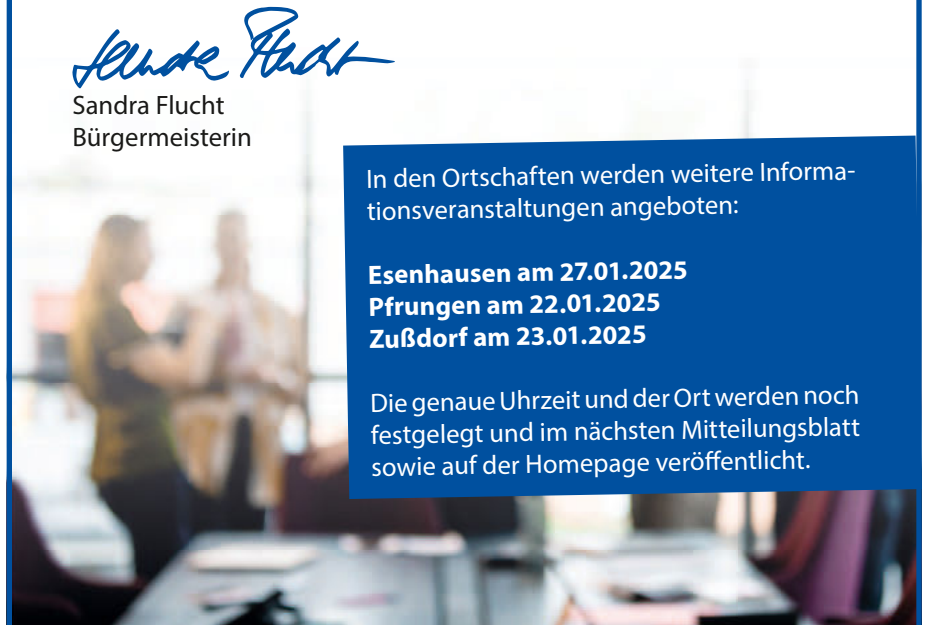 Sandra Flucht
Sandra Flucht
Bürgermeisterin
In den Ortschaften werden weitere Informa-
tionsveranstaltungen angeboten:
Esenhausen am 27.01.2025
Pfrungen am 22.01.2025
Zußdorf am 23.01.2025
Die genaue Uhrzeit und der Ort werden noch
festgelegt und im nächsten Mitteilungsblatt
sowie auf der Homepage veröffentlicht.